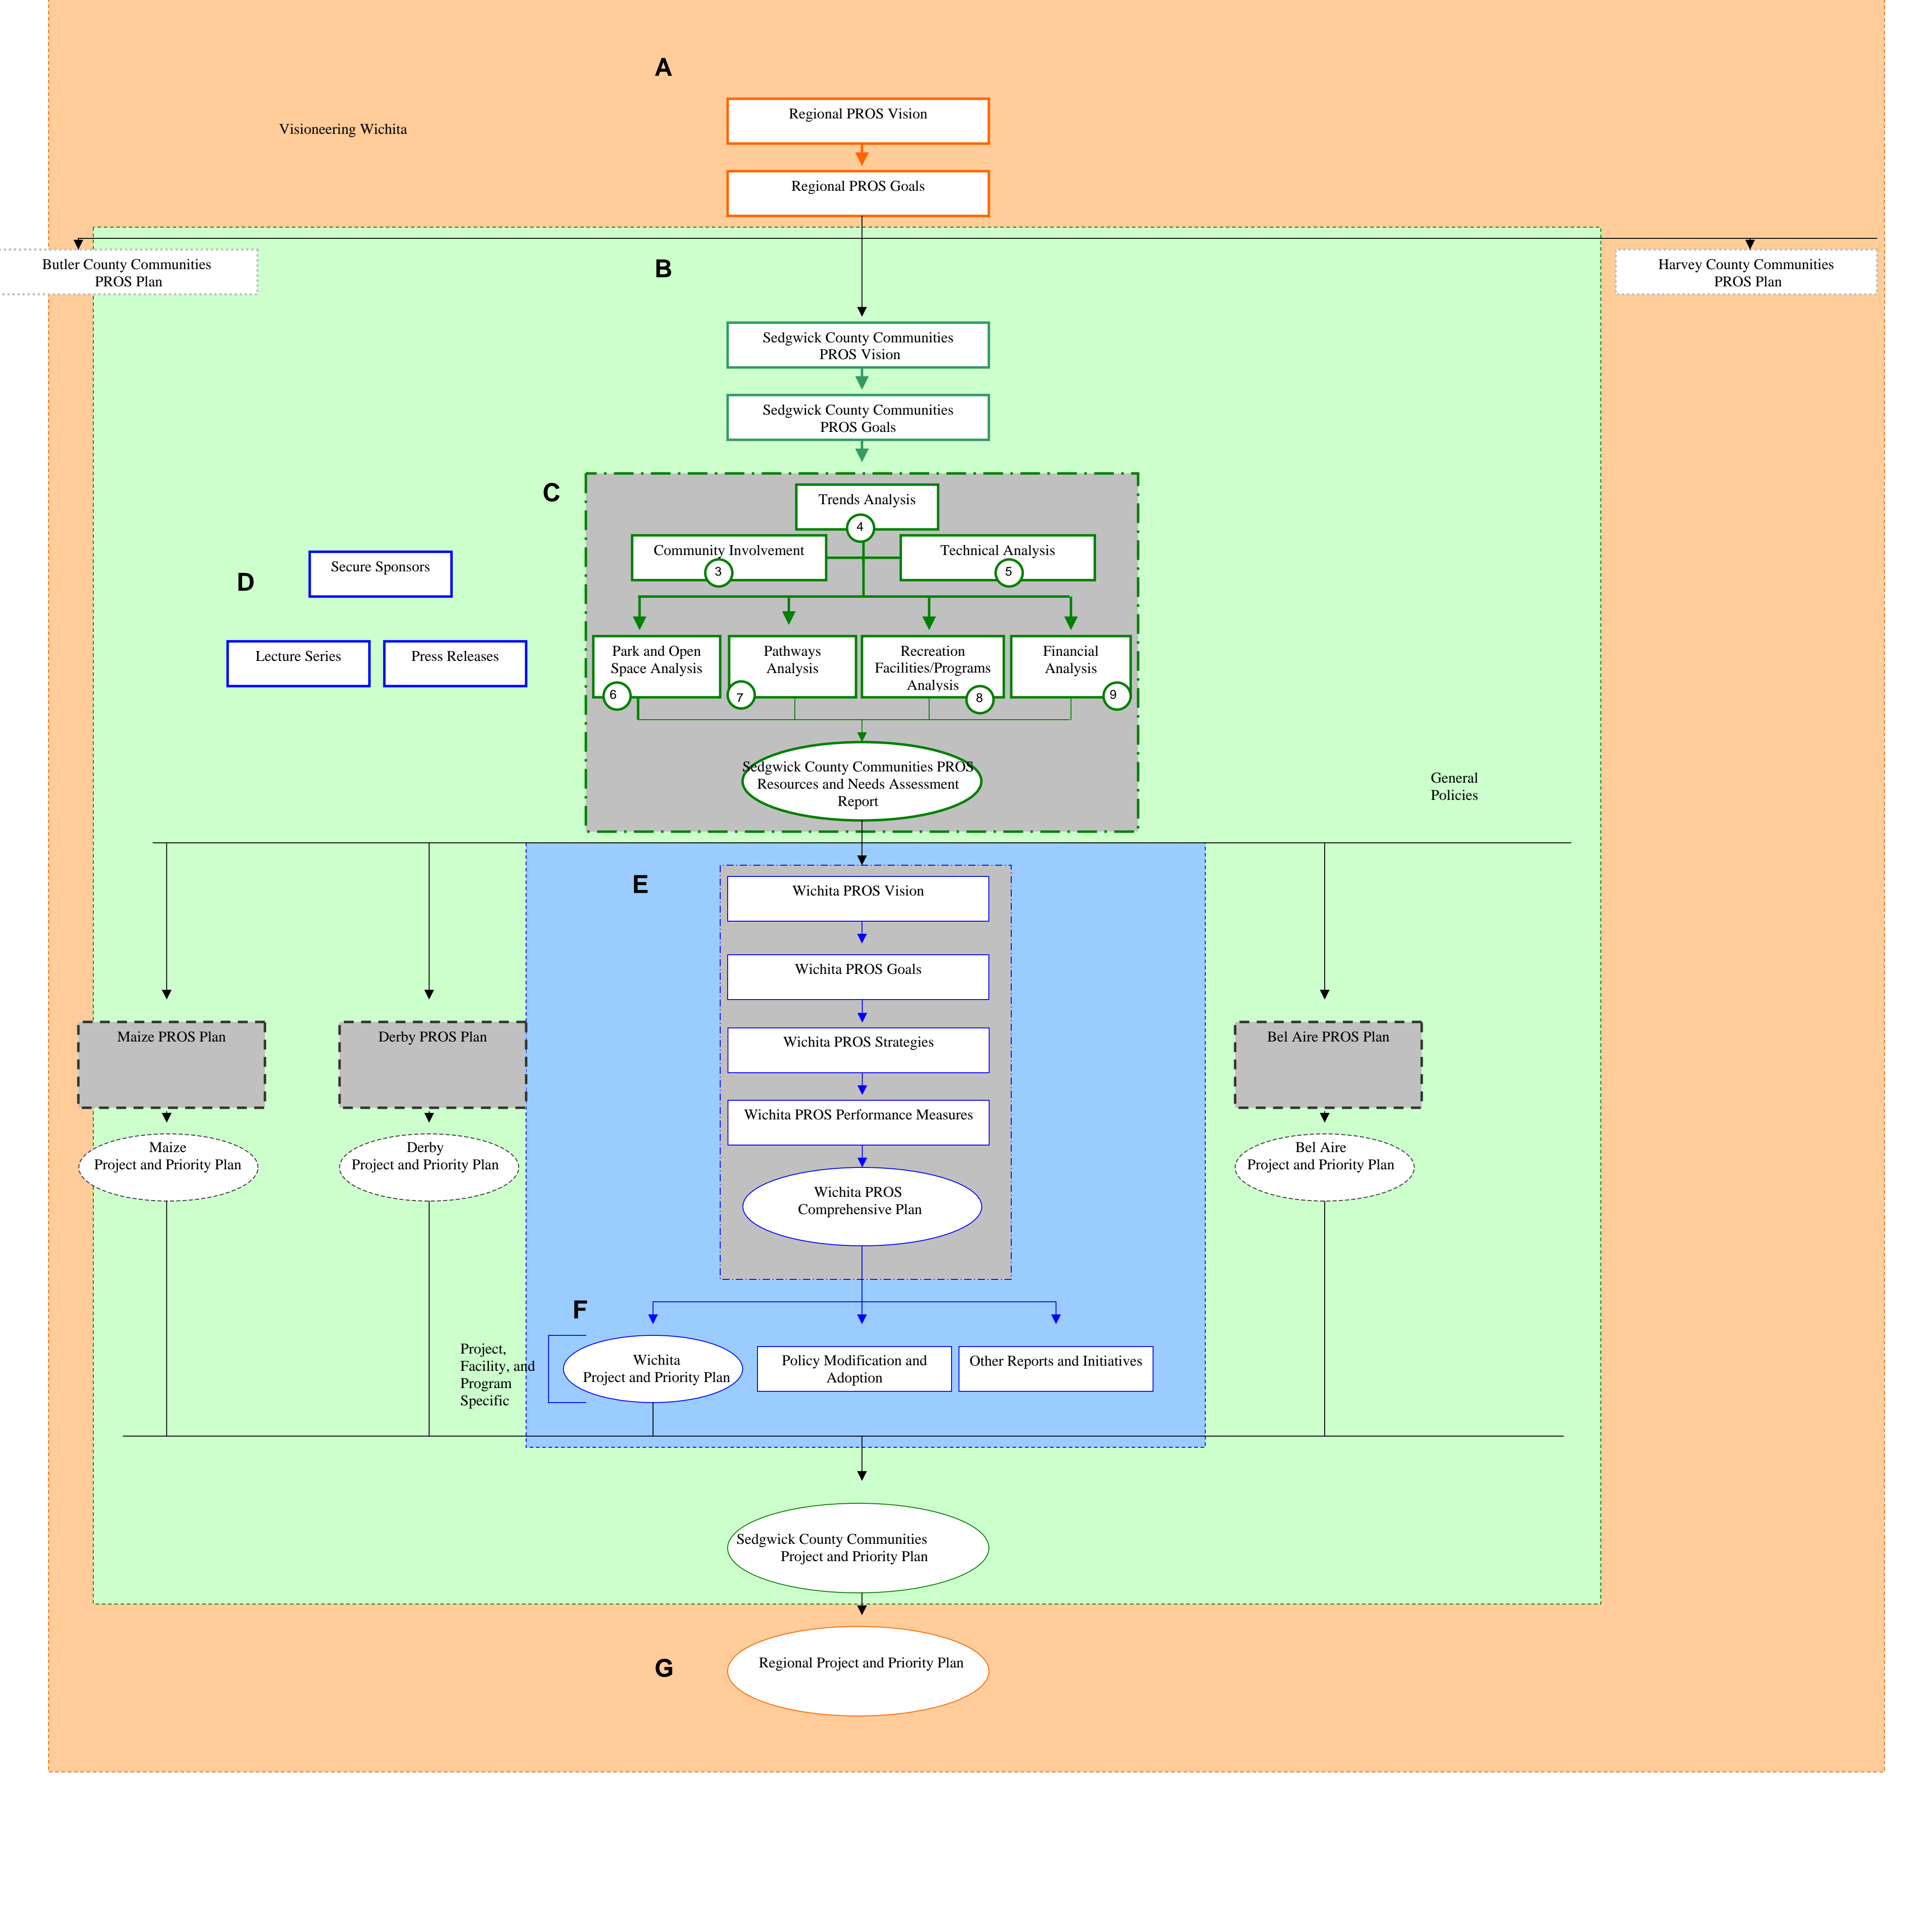 A
Regional PROS Vision
Visioneering Wichita
Regional PROS Goals
Butler County Communities
PROS Plan
B
Harvey County Communities
PROS Plan
Sedgwick County Communities
PROS Vision
Sedgwick County Communities
PROS Goals
C
Trends Analysis
4
Community Involvement
3
Technical Analysis
5
D
Secure Sponsors
Lecture Series
Press Releases
Park and Open
Space Analysis
6
Pathways
Analysis
7
Recreation
Facilities/Programs
Analysis
8
Financial
Analysis
9
Sedgwick County Communities PROS
Resources and Needs Assessment
Report
General
Policies
E
Wichita PROS Vision
Wichita PROS Goals
Wichita PROS Strategies
Wichita PROS Performance Measures
Wichita PROS
Comprehensive Plan
Maize PROS Plan
Derby PROS Plan
Bel Aire PROS Plan
Maize
Project and Priority Plan
Derby
Project and Priority Plan
Bel Aire
Project and Priority Plan
F
Project,
Facility, and
Program
Specific
Wichita
Project and Priority Plan
Policy Modification and
Adoption
Other Reports and Initiatives
Sedgwick County Communities
Project and Priority Plan
G
Regional Project and Priority Plan